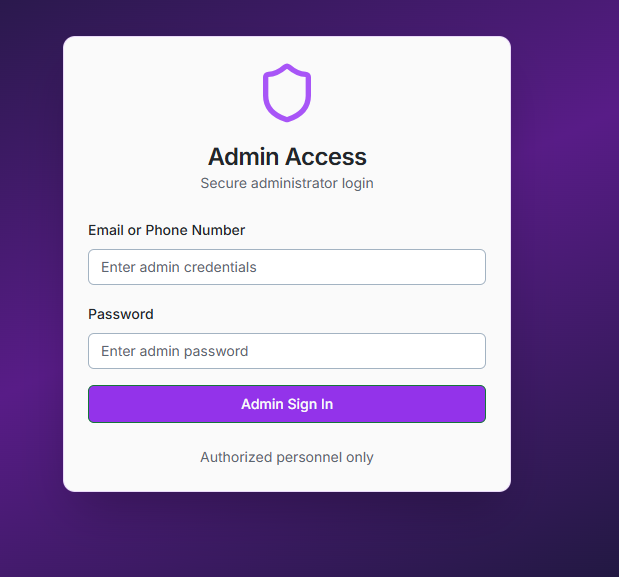 Admin Access
Secure administrator login
Email or Phone Number
Enter admin credentials
Password
Enter admin password
Admin Sign In
Authorized personnel only